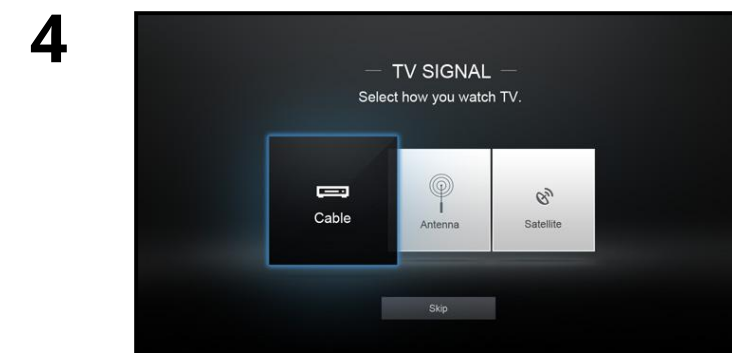 4
— TV SIGNAL —
Select how you watch TV.
Cable
Antenna
Satellite
Skip